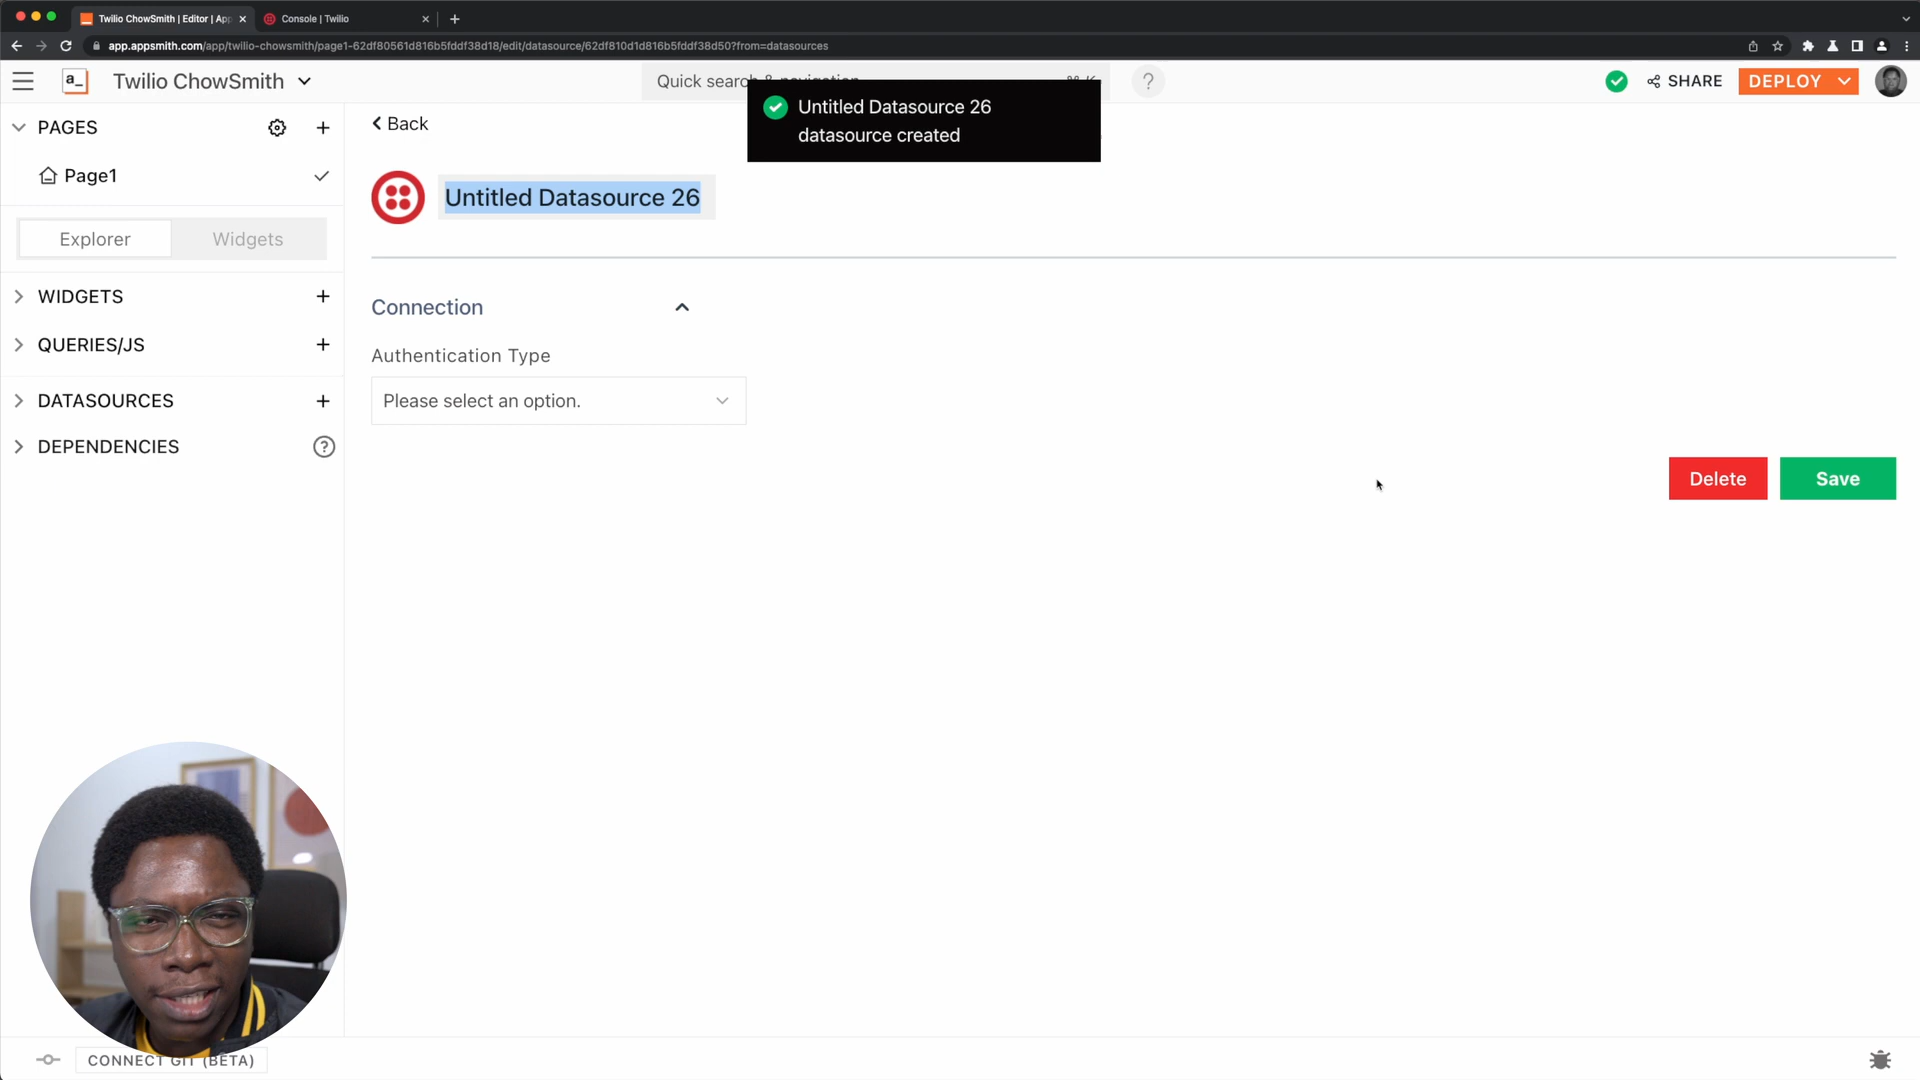 Twilio ChowSmith | Editor | App
Console | Twilio
app.appsmith.com/app/twilio-chowsmith/page1-62df80561d816b5fddf38d18/edit/datasource/62df810d1d816b5fddf38d50?from=datasources
a_
Twilio ChowSmith
Quick search & navigation
⌘ K
?
SHARE
DEPLOY
Untitled Datasource 26
datasource created
PAGES
Back
Page1
Untitled Datasource 26
Explorer
Widgets
WIDGETS
Connection
QUERIES/JS
Authentication Type
DATASOURCES
Please select an option.
DEPENDENCIES
?
Delete
Save
CONNECT GIT (BETA)